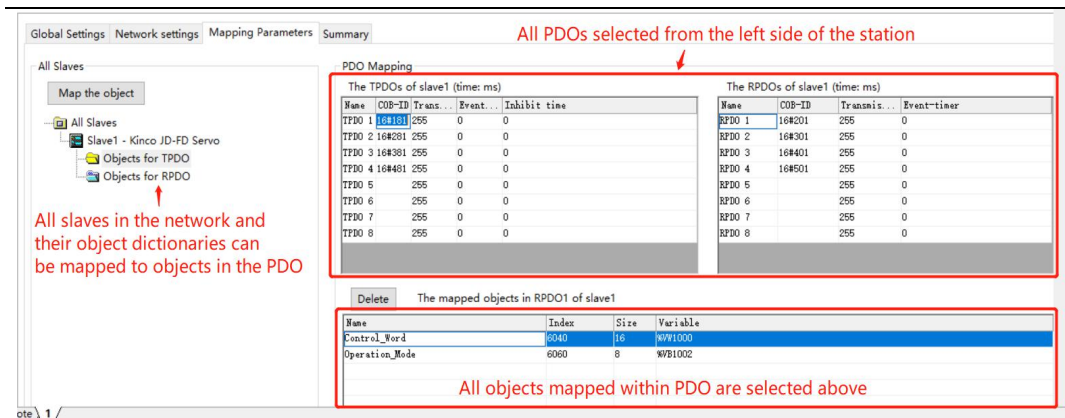 Global Settings Network settings Mapping Parameters Summary
All PDOs selected from the left side of the station
All Slaves
Map the object
All Slaves
Slave1 - Kinco JD-FD Servo
Objects for TPDO
Objects for RPDO
All slaves in the network and
their object dictionaries can
be mapped to objects in the PDO
PDO Mapping
The TPDOs of slave1 (time: ms)
Name COB-ID Trans... Event... Inhibit time
TPDO 1 16#181 255 0 0
TPDO 2 16#281 255 0 0
TPDO 3 16#381 255 0 0
TPDO 4 16#481 255 0 0
TPDO 5 255 0 0
TPDO 6 255 0 0
TPDO 7 255 0 0
TPDO 8 255 0 0
The RPDOs of slave1 (time: ms)
Name COB-ID Transmis... Event-timer
RPDO 1 16#201 255 0
RPDO 2 16#301 255 0
RPDO 3 16#401 255 0
RPDO 4 16#501 255 0
RPDO 5 255 0
RPDO 6 255 0
RPDO 7 255 0
RPDO 8 255 0
Delete The mapped objects in RPDO1 of slave1
Name Index Size Variable
Control_Word 6040 16 %VW1000
Operation_Mode 6060 8 %VB1002
All objects mapped within PDO are selected above
ote 1